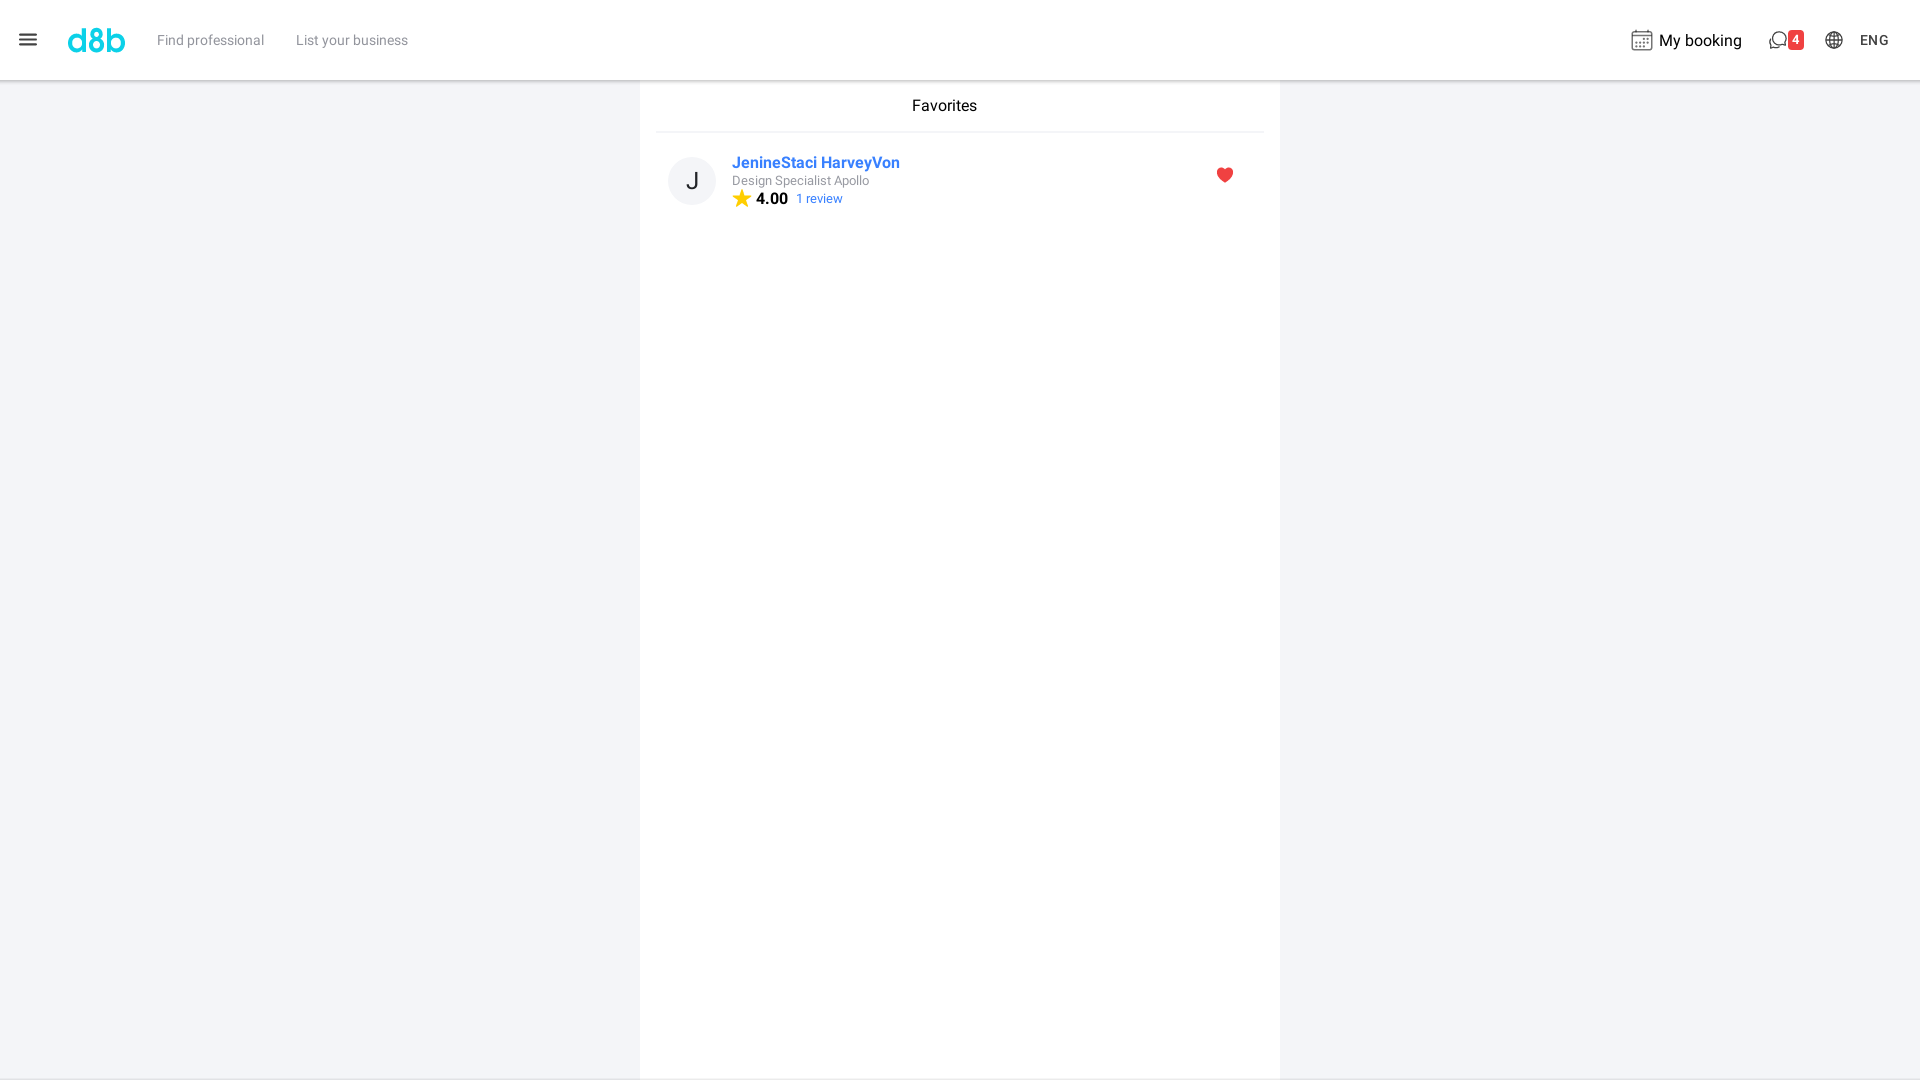 d8b
Find professional
List your business
My booking
4
ENG
Favorites
J
JenineStaci HarveyVon
Design Specialist Apollo
4.00 1 review